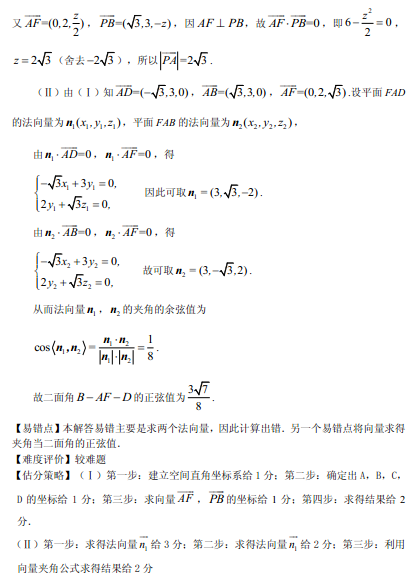 又 $\overrightarrow{AF}=(0,2,\frac{z}{2})$，$\overrightarrow{PB}=(\sqrt{3},3,-z)$，因 $AF\perp PB$，故 $\overrightarrow{AF}\cdot\overrightarrow{PB}=0$，即 $6-\frac{z^2}{2}=0$，
$z=2\sqrt{3}$（舍去 $-2\sqrt{3}$），所以 $|\overrightarrow{PA}|=2\sqrt{3}$．
（Ⅱ）由（Ⅰ）知 $\overrightarrow{AD}=(-\sqrt{3},3,0)$，$\overrightarrow{AB}=(\sqrt{3},3,0)$，$\overrightarrow{AF}=(0,2,\sqrt{3})$.设平面 $FAD$
的法向量为 $\boldsymbol{n}_1(x_1,y_1,z_1)$，平面 $FAB$ 的法向量为 $\boldsymbol{n}_2(x_2,y_2,z_2)$，
由 $\boldsymbol{n}_1\cdot\overrightarrow{AD}=0$，$\boldsymbol{n}_1\cdot\overrightarrow{AF}=0$，得
$\begin{cases}-\sqrt{3}x_1+3y_1=0,\\2y_1+\sqrt{3}z_1=0,\end{cases}$ 因此可取 $\boldsymbol{n}_1=(3,\sqrt{3},-2)$．
由 $\boldsymbol{n}_2\cdot\overrightarrow{AB}=0$，$\boldsymbol{n}_2\cdot\overrightarrow{AF}=0$，得
$\begin{cases}-\sqrt{3}x_2+3y_2=0,\\2y_2+\sqrt{3}z_2=0,\end{cases}$ 故可取 $\boldsymbol{n}_2=(3,-\sqrt{3},2)$．
从而法向量 $\boldsymbol{n}_1$，$\boldsymbol{n}_2$ 的夹角的余弦值为
$\cos\langle\boldsymbol{n}_1,\boldsymbol{n}_2\rangle=\frac{\boldsymbol{n}_1\cdot\boldsymbol{n}_2}{|\boldsymbol{n}_1|\cdot|\boldsymbol{n}_2|}=\frac{1}{8}$．
故二面角 $B-AF-D$ 的正弦值为 $\frac{3\sqrt{7}}{8}$．
【易错点】本解答易错主要是求两个法向量，因此计算出错．另一个易错点将向量求得
夹角当二面角的正弦值．
【难度评价】较难题
【估分策略】（Ⅰ）第一步：建立空间直角坐标系给 1 分；第二步：确定出 A，B，C，
D 的坐标给 1 分；第三步：求向量 $\overrightarrow{AF}$，$\overrightarrow{PB}$ 的坐标给 1 分；第四步：求得结果给 2
分．
（Ⅱ）第一步：求得法向量 $\overrightarrow{n_1}$ 给 3 分；第二步：求得法向量 $\overrightarrow{n_1}$ 给 2 分；第三步：利用
向量夹角公式求得结果给 2 分